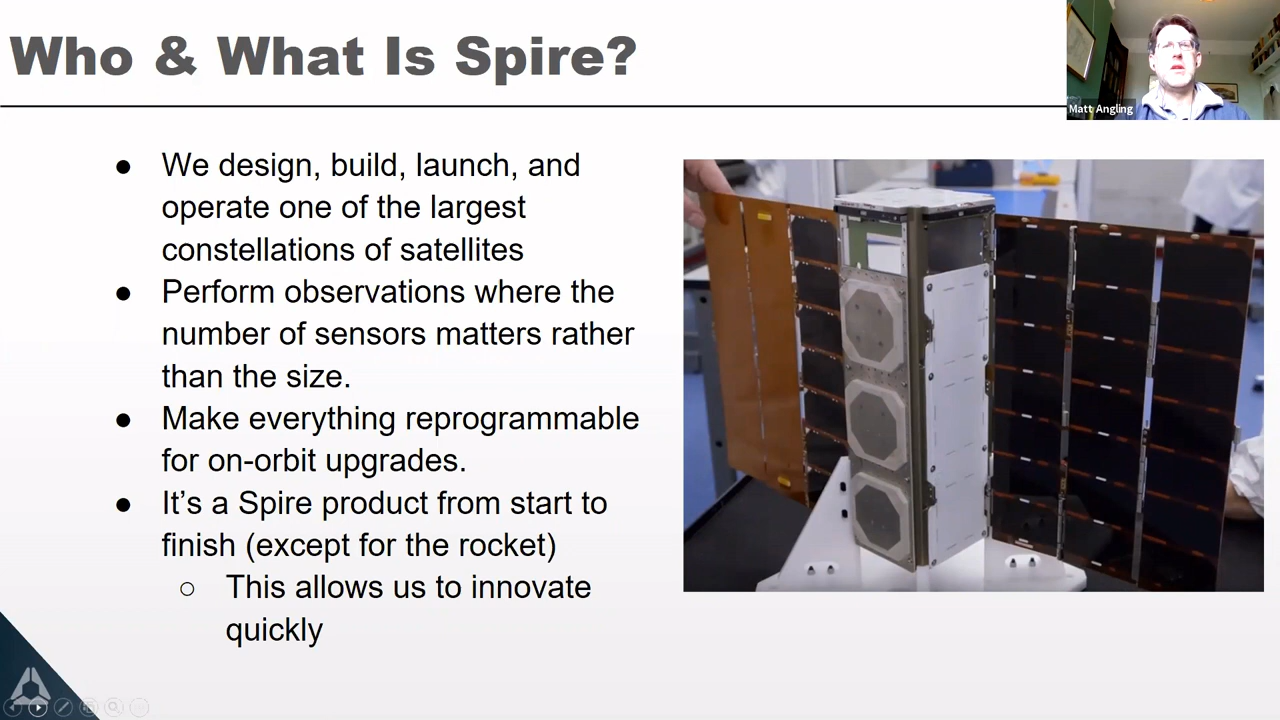 Who & What Is Spire?
Matt Angling
● We design, build, launch, and
operate one of the largest
constellations of satellites
● Perform observations where the
number of sensors matters rather
than the size.
● Make everything reprogrammable
for on-orbit upgrades.
● It’s a Spire product from start to
finish (except for the rocket)
○ This allows us to innovate
quickly